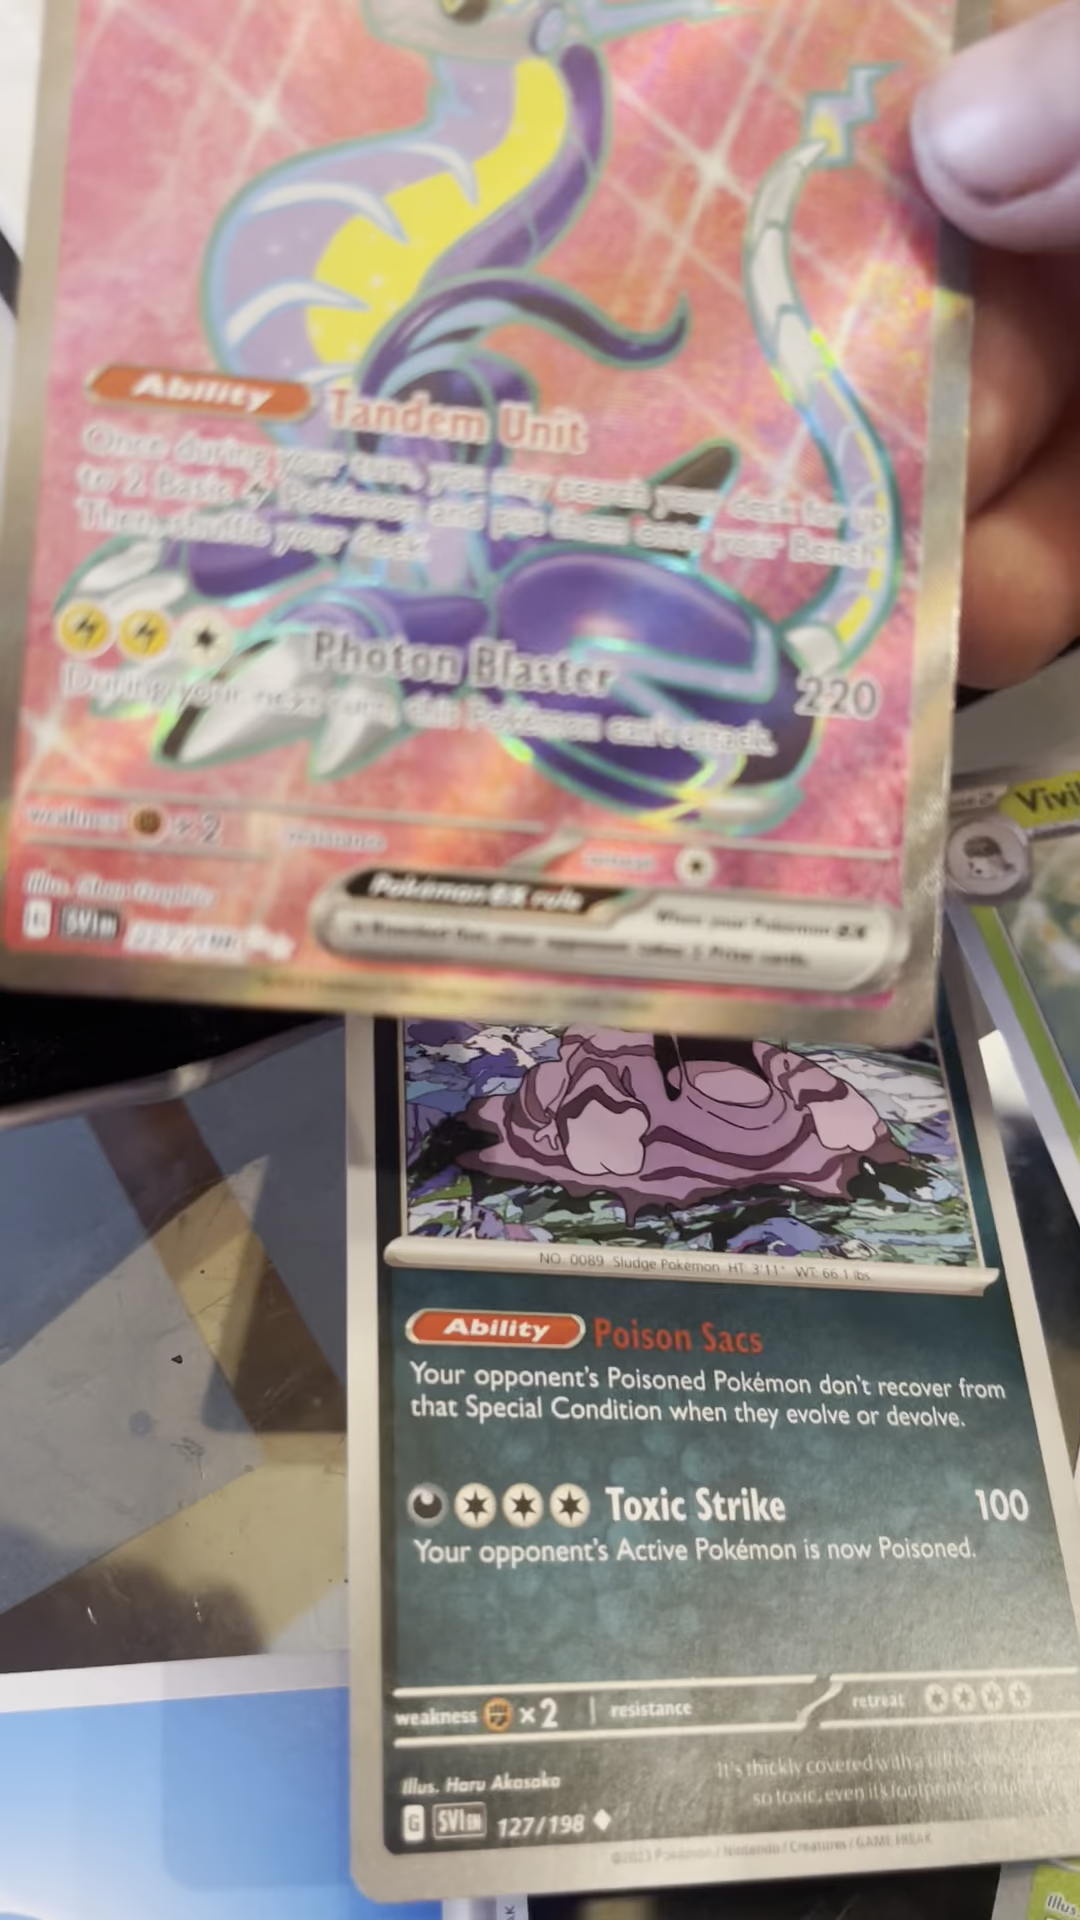 Ability Tandem Unit
Once during your turn, you may search your deck for up
to 2 Basic Pokémon and put them onto your Bench.
Then, shuffle your deck.
Photon Blaster 220
During your next turn, this Pokémon can't attack.
weakness ×2 resistance retreat
Illus. Shin
Pokémon ex rule
When your Pokémon ex
is Knocked Out, your opponent takes 2 Prize cards.
SVI EN
NO. 0089 Sludge Pokémon HT: 3'11" WT: 66.1 lbs.
Ability Poison Sacs
Your opponent's Poisoned Pokémon don't recover from
that Special Condition when they evolve or devolve.
Toxic Strike 100
Your opponent's Active Pokémon is now Poisoned.
weakness ×2 resistance retreat
Illus. Haru Akasaka
It's thickly covered with a
so toxic, even its footprints
G SVI EN 127/198
©2023 Pokémon / Nintendo / Creatures / GAME FREAK
Illus